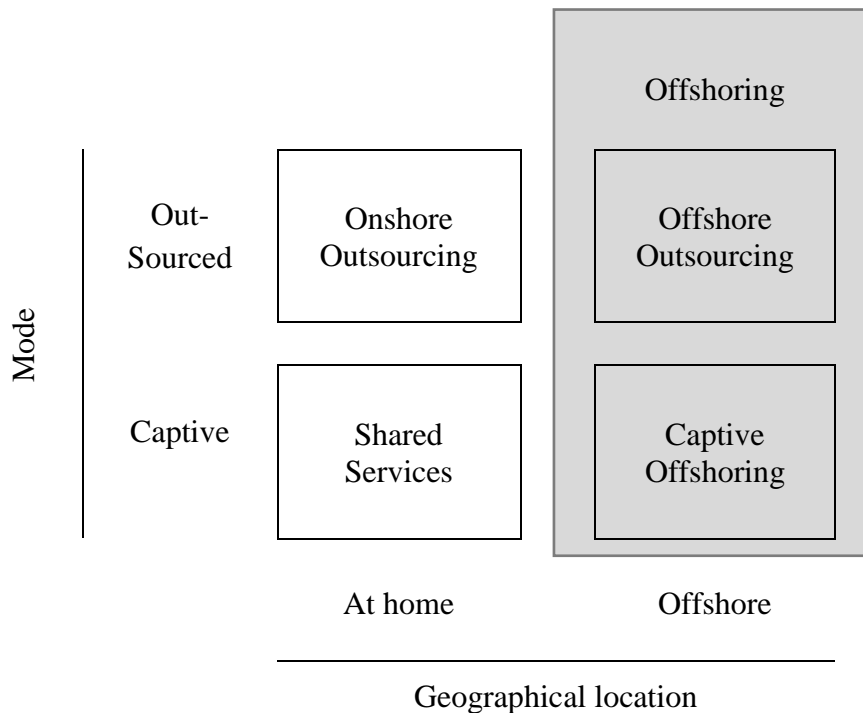 Offshoring
Out-
Sourced
Onshore
Outsourcing
Offshore
Outsourcing
Mode
Captive
Shared
Services
Captive
Offshoring
At home
Offshore
Geographical location